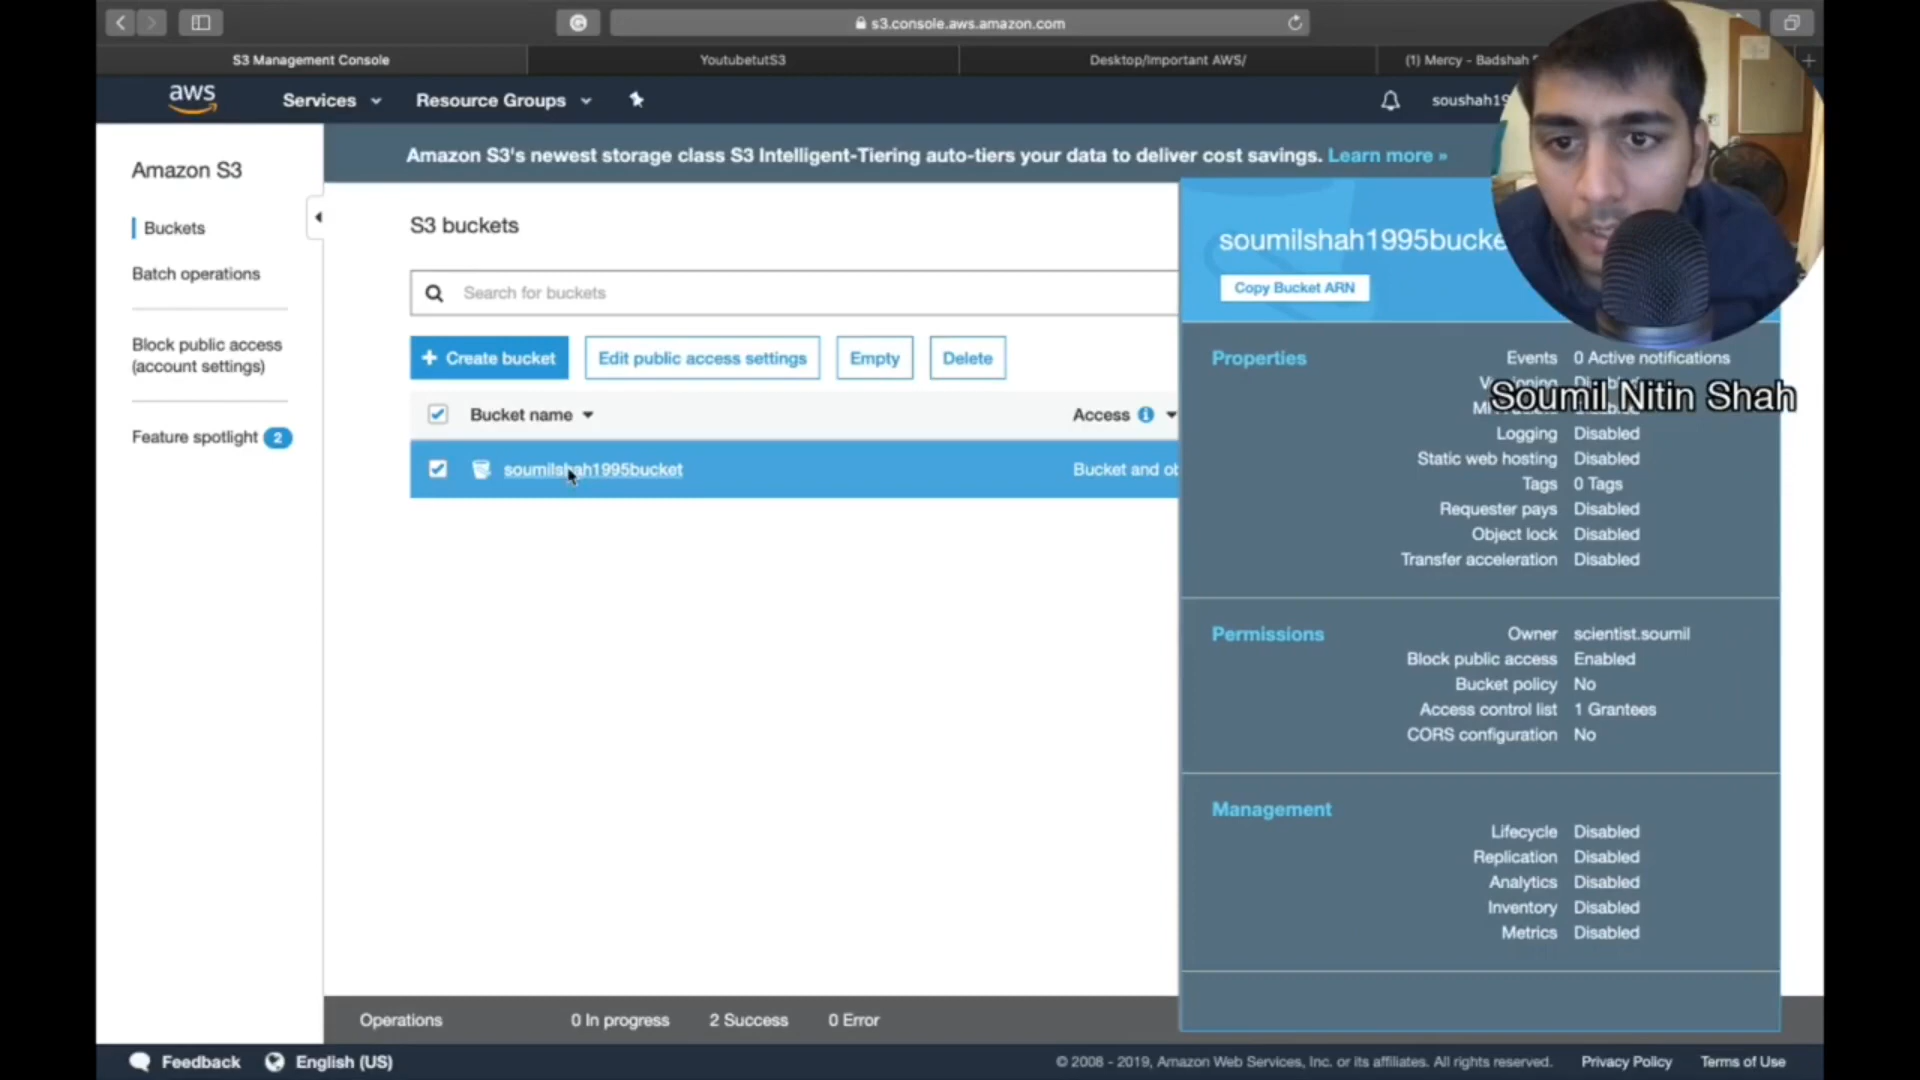 s3.console.aws.amazon.com
S3 Management Console
YoutubetutS3
Desktop/Important AWS/
(1) Mercy - Badshah
aws
Services
Resource Groups
soushah19
Amazon S3's newest storage class S3 Intelligent-Tiering auto-tiers your data to deliver cost savings. Learn more »
Amazon S3
Buckets
Batch operations
Block public access
(account settings)
Feature spotlight 2
S3 buckets
Search for buckets
+ Create bucket
Edit public access settings
Empty
Delete
Bucket name
Access
soumilshah1995bucket
Bucket and ob
soumilshah1995bucke
Copy Bucket ARN
Properties
Events 0 Active notifications
Soumil Nitin Shah
Logging Disabled
Static web hosting Disabled
Tags 0 Tags
Requester pays Disabled
Object lock Disabled
Transfer acceleration Disabled
Permissions
Owner scientist.soumil
Block public access Enabled
Bucket policy No
Access control list 1 Grantees
CORS configuration No
Management
Lifecycle Disabled
Replication Disabled
Analytics Disabled
Inventory Disabled
Metrics Disabled
Operations
0 In progress
2 Success
0 Error
Feedback
English (US)
© 2008 - 2019, Amazon Web Services, Inc. or its affiliates. All rights reserved.
Privacy Policy
Terms of Use